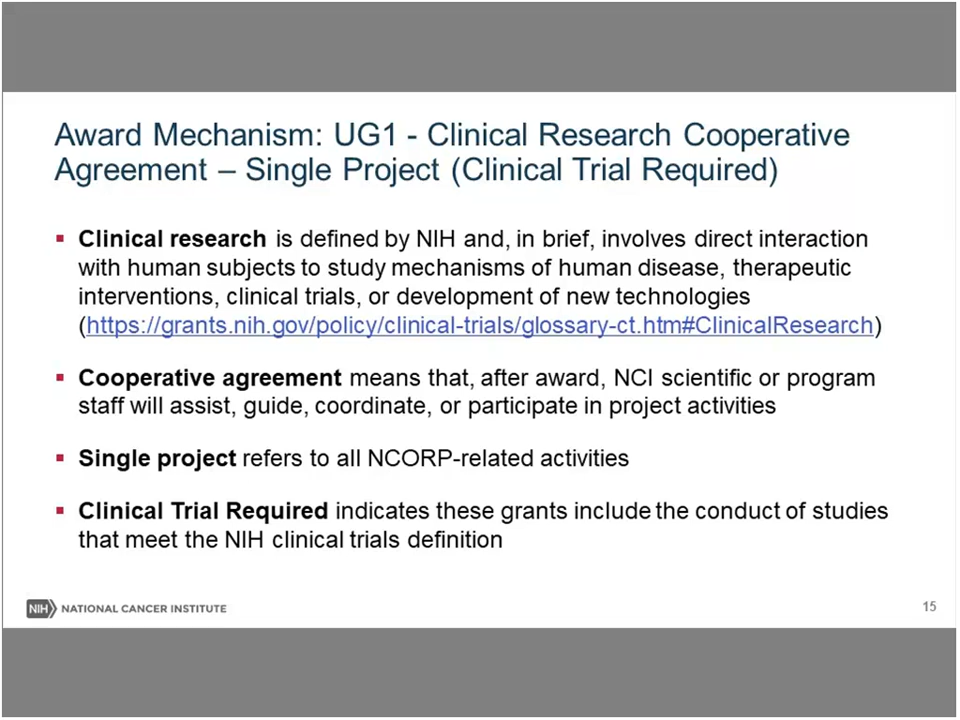 Award Mechanism: UG1 - Clinical Research Cooperative
Agreement – Single Project (Clinical Trial Required)
▪ Clinical research is defined by NIH and, in brief, involves direct interaction
with human subjects to study mechanisms of human disease, therapeutic
interventions, clinical trials, or development of new technologies
(https://grants.nih.gov/policy/clinical-trials/glossary-ct.htm#ClinicalResearch)
▪ Cooperative agreement means that, after award, NCI scientific or program
staff will assist, guide, coordinate, or participate in project activities
▪ Single project refers to all NCORP-related activities
▪ Clinical Trial Required indicates these grants include the conduct of studies
that meet the NIH clinical trials definition
NIH NATIONAL CANCER INSTITUTE
15